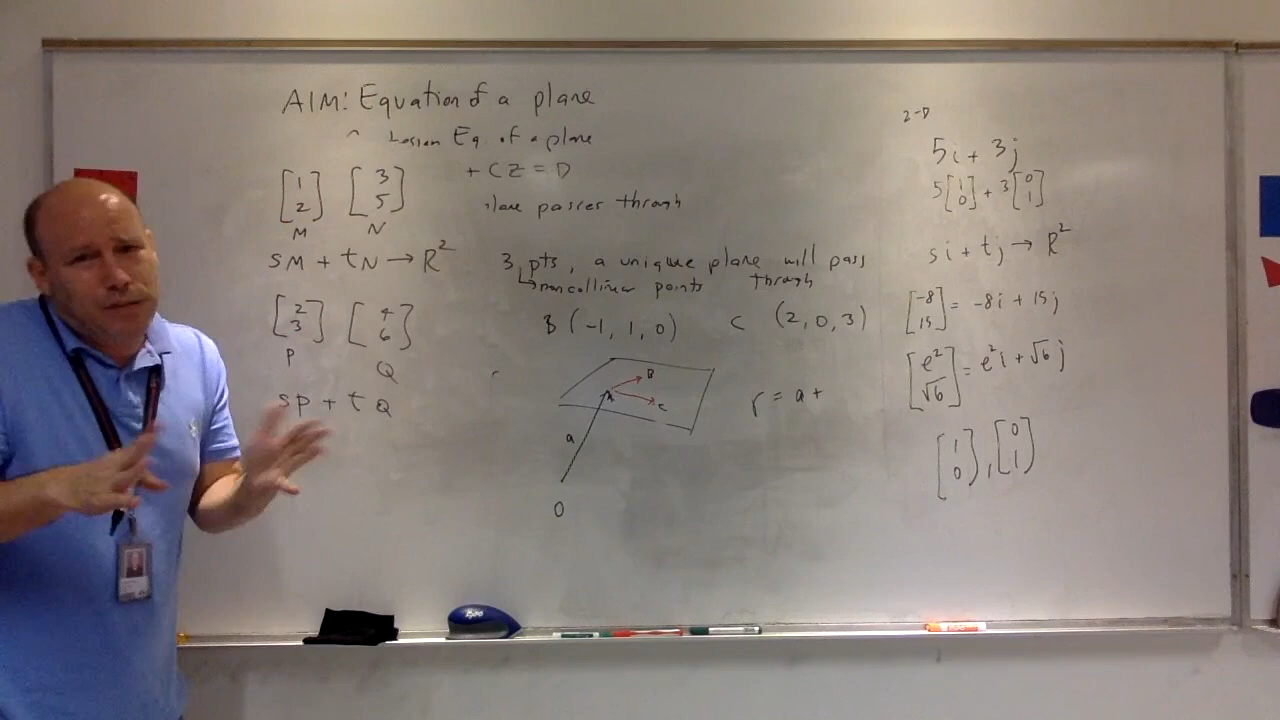 AIM: Equation of a plane
Eq. of a plane
+ CZ = D
passes through
[1 2] [3 5]
M N
SM + tN → R²
3 pts, a unique plane will pass
noncollinear points through
B (-1, 1, 0) C (2, 0, 3)
[2 3] [4 6]
P Q
SP + tQ
A B C
a
O
r = a +
2-D
5i + 3j
5[1 0] + 3[0 1]
si + tj → R²
[-8 15] = -8i + 15j
[e² √6] = e²i + √6 j
[1 0], [0 1]
EXPO